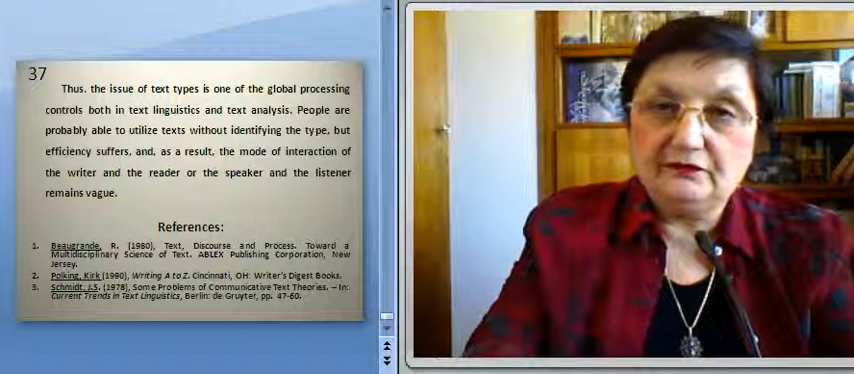 37
Thus. the issue of text types is one of the global processing
controls both in text linguistics and text analysis. People are
probably able to utilize texts without identifying the type, but
efficiency suffers, and, as a result, the mode of interaction of
the writer and the reader or the speaker and the listener
remains vague.
References:
1. Beaugrande, R. (1980), Text, Discourse and Process. Toward a
Multidisciplinary Science of Text. ABLEX Publishing Corporation, New
Jersey.
2. Polking, Kirk (1990), Writing A to Z. Cincinnati, OH: Writer's Digest Books.
3. Schmidt, J.S. (1978), Some Problems of Communicative Text Theories. – In:
Current Trends in Text Linguistics, Berlin: de Gruyter, pp. 47-60.